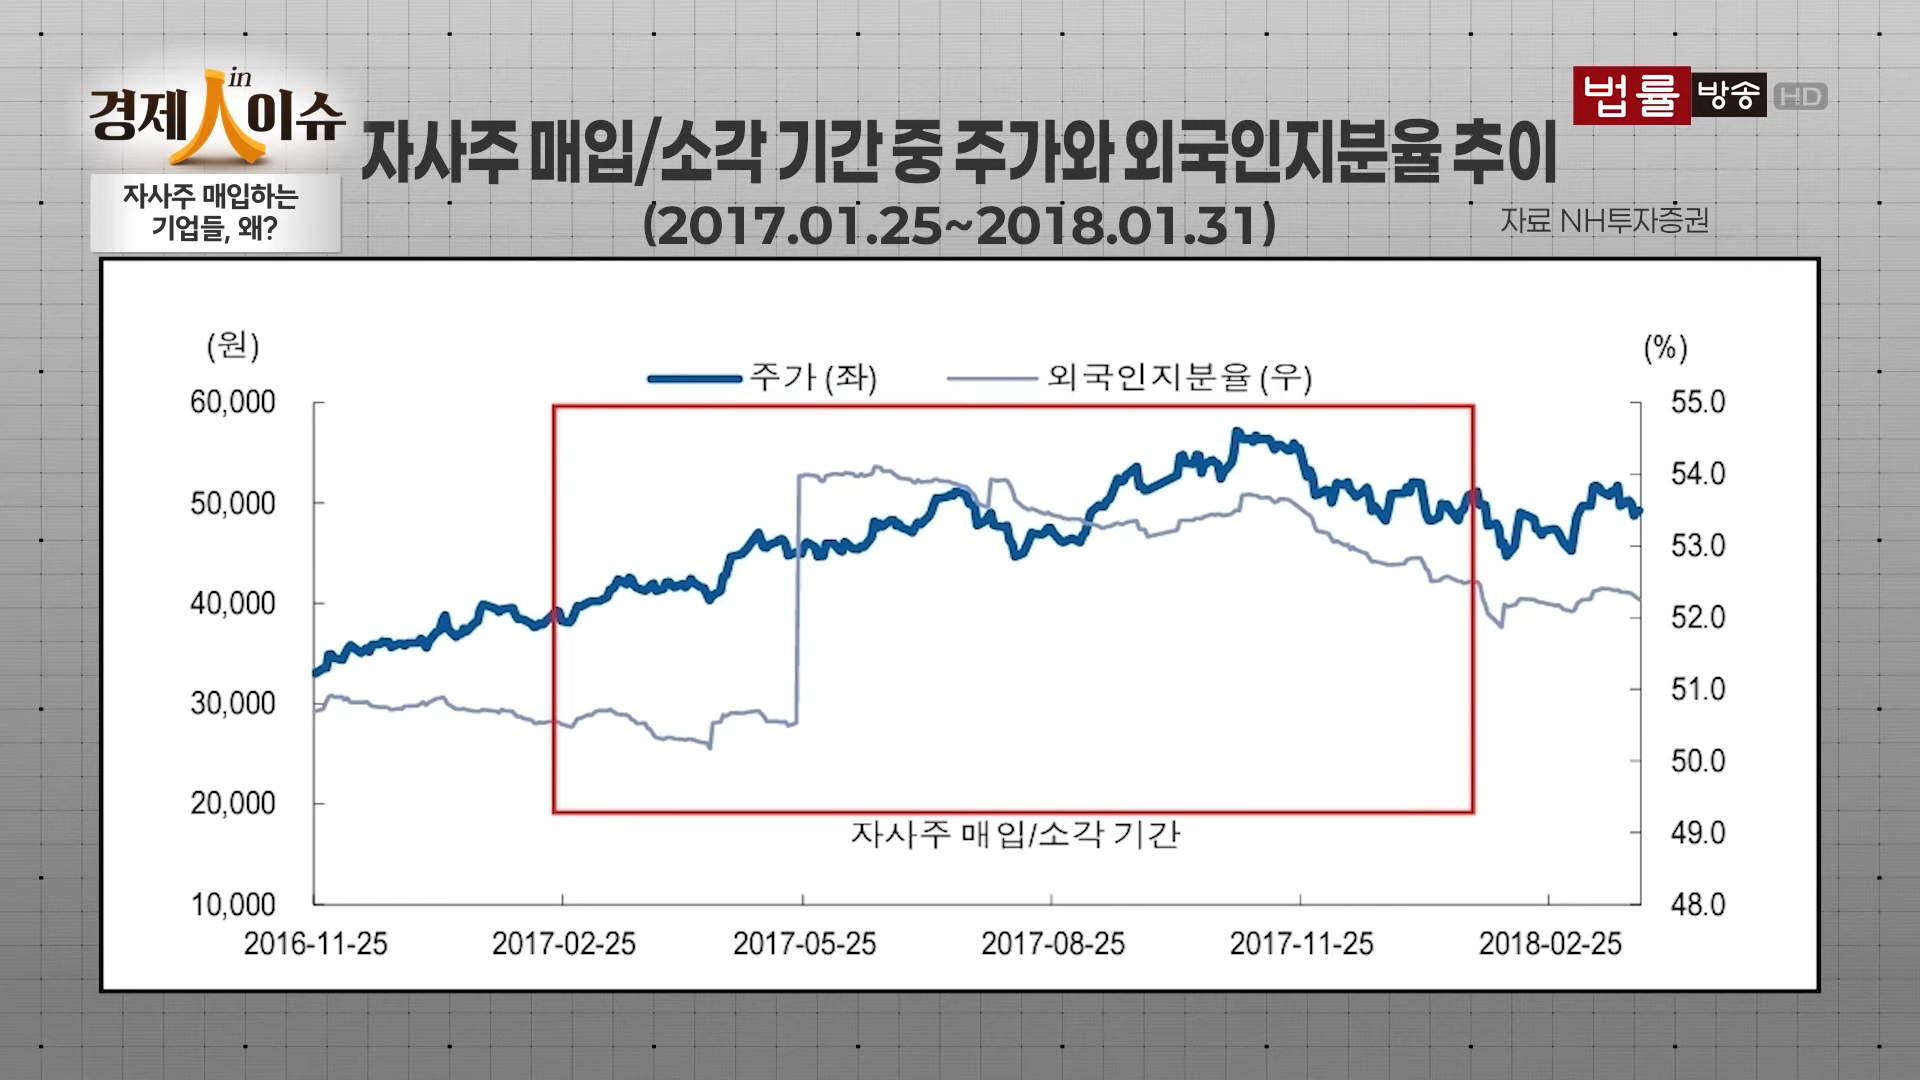 경제人이슈
in
자사주 매입하는
기업들, 왜?
법률방송 HD
자사주 매입/소각 기간 중 주가와 외국인지분율 추이
(2017.01.25~2018.01.31)
자료 NH투자증권
(원)
(%)
주가 (좌)
외국인지분율 (우)
60,000
50,000
40,000
30,000
20,000
10,000
55.0
54.0
53.0
52.0
51.0
50.0
49.0
48.0
자사주 매입/소각 기간
2016-11-25
2017-02-25
2017-05-25
2017-08-25
2017-11-25
2018-02-25